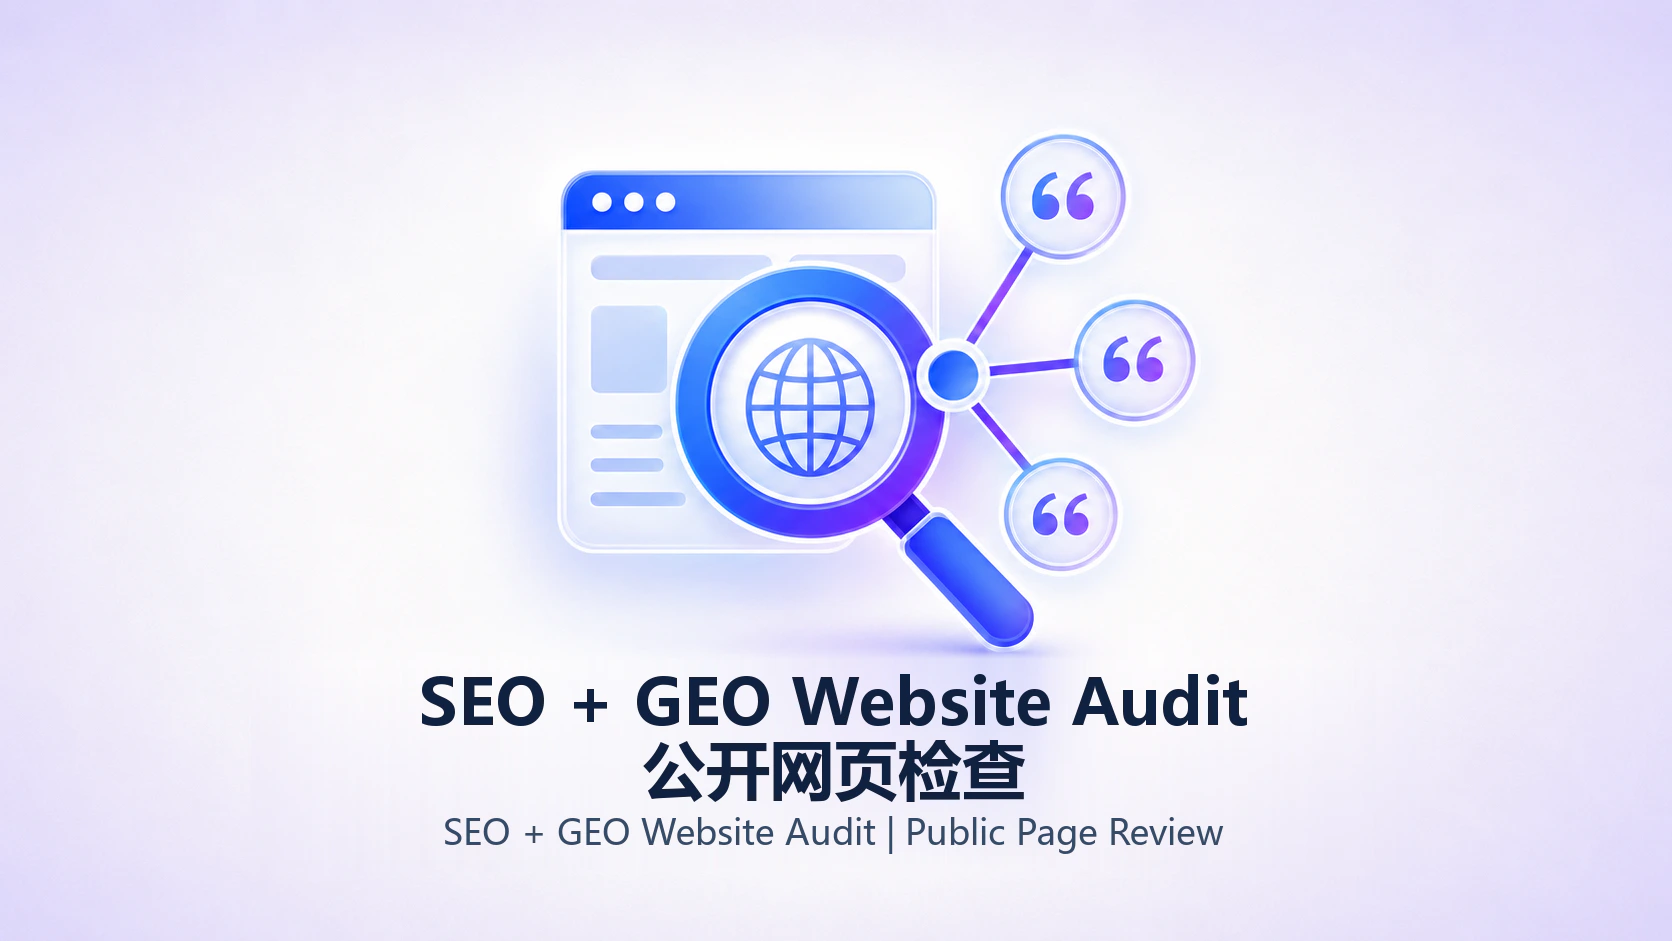 SEO + GEO Website Audit
公开网页检查
SEO + GEO Website Audit | Public Page Review